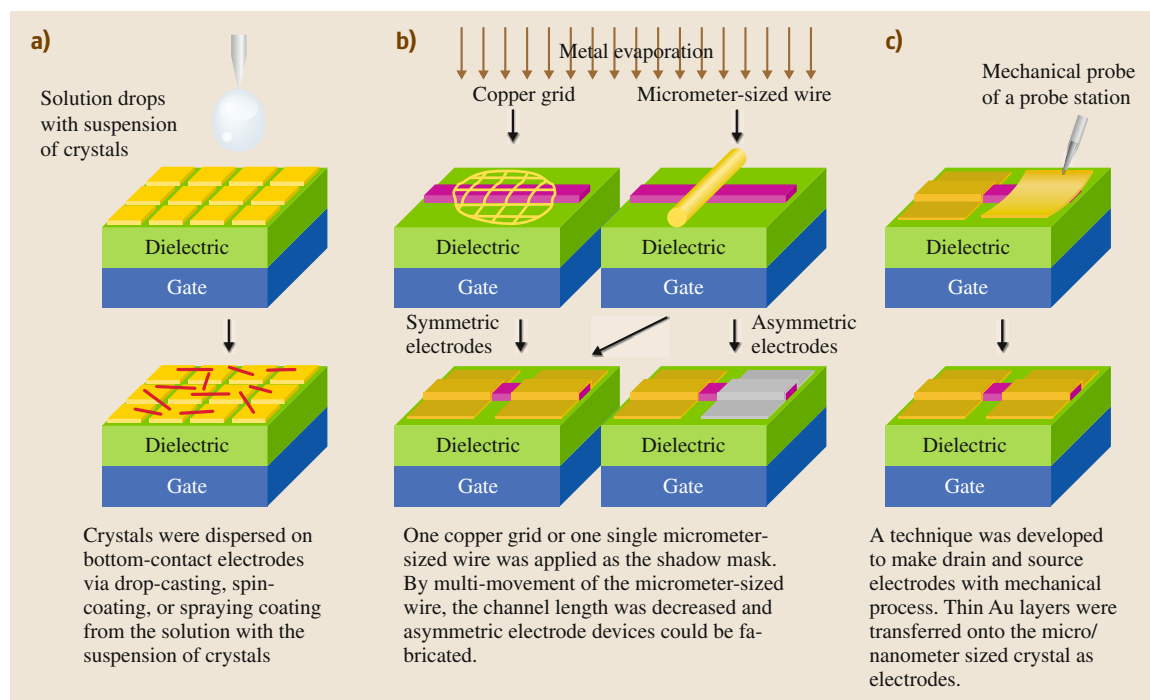 a)
Solution drops
with suspension
of crystals
Dielectric
Gate
Dielectric
Gate
Crystals were dispersed on
bottom-contact electrodes
via drop-casting, spin-
coating, or spraying coating
from the solution with the
suspension of crystals
b)
Metal evaporation
Copper grid
Micrometer-sized wire
Dielectric
Gate
Dielectric
Gate
Symmetric
electrodes
Asymmetric
electrodes
Dielectric
Gate
Dielectric
Gate
One copper grid or one single micrometer-
sized wire was applied as the shadow mask.
By multi-movement of the micrometer-sized
wire, the channel length was decreased and
asymmetric electrode devices could be fa-
bricated.
c)
Mechanical probe
of a probe station
Dielectric
Gate
Dielectric
Gate
A technique was developed
to make drain and source
electrodes with mechanical
process. Thin Au layers were
transferred onto the micro/
nanometer sized crystal as
electrodes.